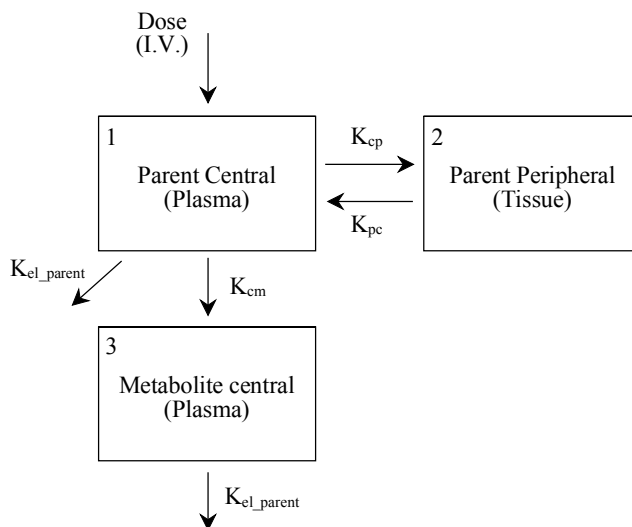 Dose
(I.V.)
1
Parent Central
(Plasma)
K_cp
K_pc
2
Parent Peripheral
(Tissue)
K_el_parent
K_cm
3
Metabolite central
(Plasma)
K_el_parent